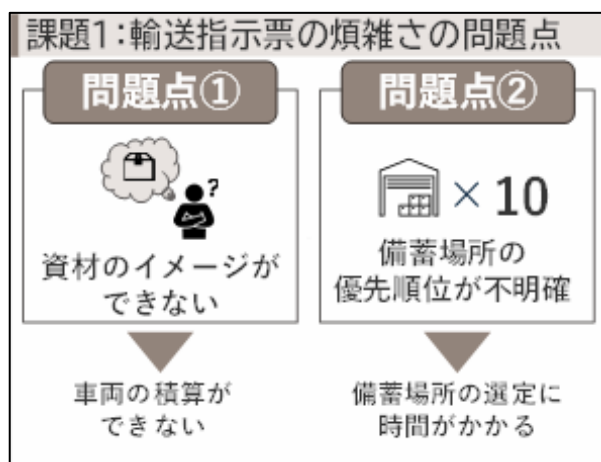 課題1：輸送指示票の煩雑さの問題点
問題点①
?
資材のイメージが
できない
車両の積算が
できない
問題点②
× 10
備蓄場所の
優先順位が不明確
備蓄場所の選定に
時間がかかる